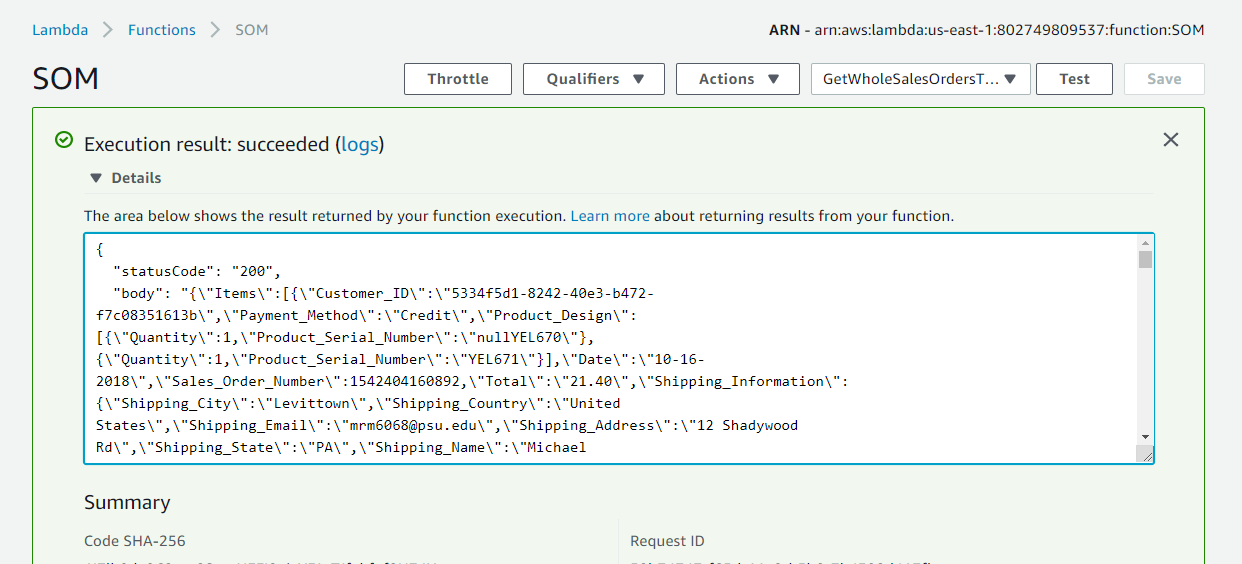 Lambda Functions SOM ARN - arn:aws:lambda:us-east-1:802749809537:function:SOM
SOM Throttle Qualifiers Actions GetWholeSalesOrdersT... Test Save
Execution result: succeeded (logs)
Details
The area below shows the result returned by your function execution. Learn more about returning results from your function.
{
"statusCode": "200",
"body": "{\"Items\":[{\"Customer_ID\":\"5334f5d1-8242-40e3-b472-
f7c08351613b\",\"Payment_Method\":\"Credit\",\"Product_Design\":
[{\"Quantity\":1,\"Product_Serial_Number\":\"nullYEL670\"},
{\"Quantity\":1,\"Product_Serial_Number\":\"YEL671\"}],\"Date\":\"10-16-
2018\",\"Sales_Order_Number\":1542404160892,\"Total\":\"21.40\",\"Shipping_Information\":
{\"Shipping_City\":\"Levittown\",\"Shipping_Country\":\"United
States\",\"Shipping_Email\":\"mrm6068@psu.edu\",\"Shipping_Address\":\"12 Shadywood
Rd\",\"Shipping_State\":\"PA\",\"Shipping_Name\":\"Michael
Summary
Code SHA-256 Request ID